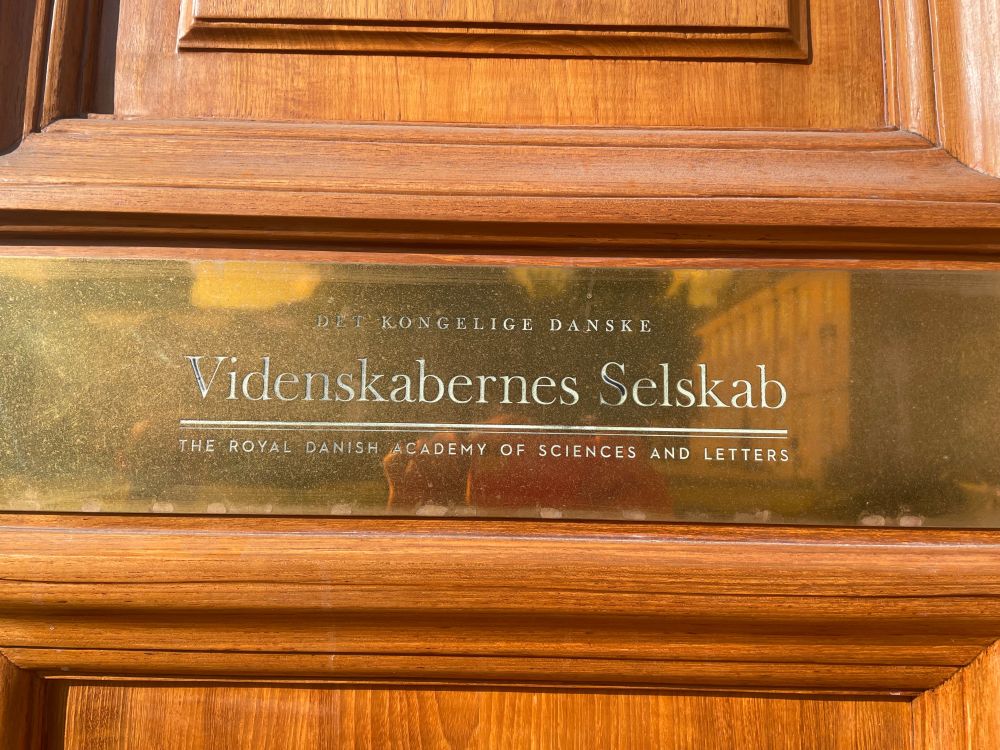 DET KONGELIGE DANSKE
Videnskabernes Selskab
THE ROYAL DANISH ACADEMY OF SCIENCES AND LETTERS